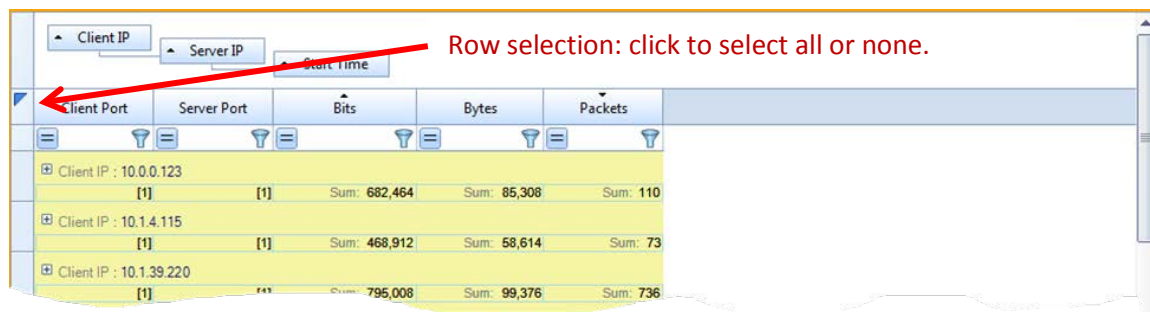 Client IP
Server IP
Start Time
Row selection: click to select all or none.
Client Port Server Port Bits Bytes Packets
Client IP : 10.0.0.123
[1] [1] Sum: 682,464 Sum: 85,308 Sum: 110
Client IP : 10.1.4.115
[1] [1] Sum: 468,912 Sum: 58,614 Sum: 73
Client IP : 10.1.39.220
[1] [1] Sum: 795,008 Sum: 99,376 Sum: 736